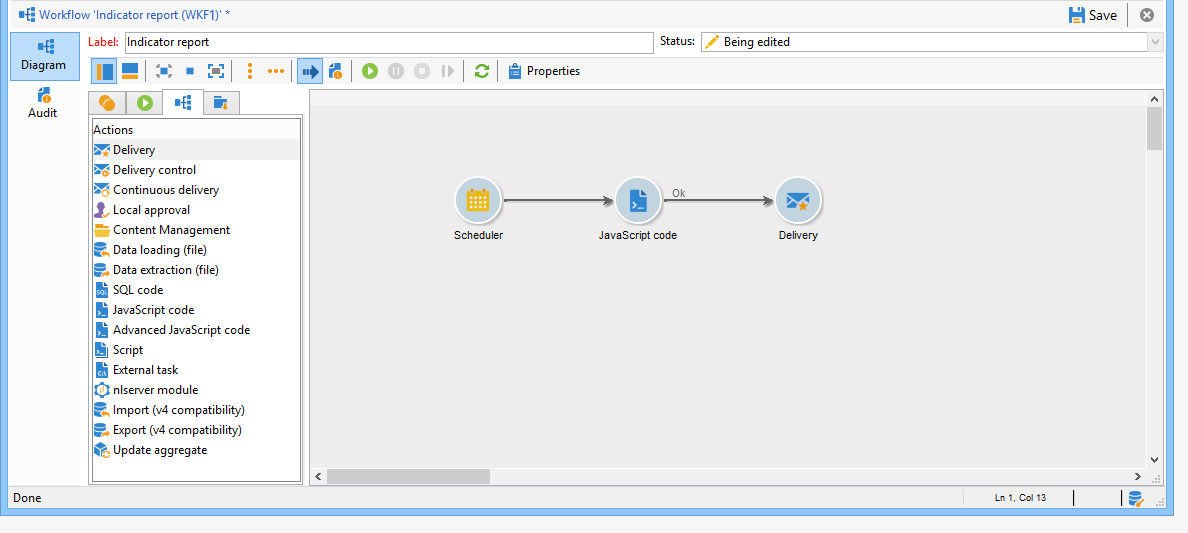 Workflow 'Indicator report (WKF1)' *
Save
Diagram
Audit
Label: Indicator report
Status: Being edited
Properties
Actions
Delivery
Delivery control
Continuous delivery
Local approval
Content Management
Data loading (file)
Data extraction (file)
SQL code
JavaScript code
Advanced JavaScript code
Script
External task
nlserver module
Import (v4 compatibility)
Export (v4 compatibility)
Update aggregate
Ok
Scheduler
JavaScript code
Delivery
Done
Ln 1, Col 13